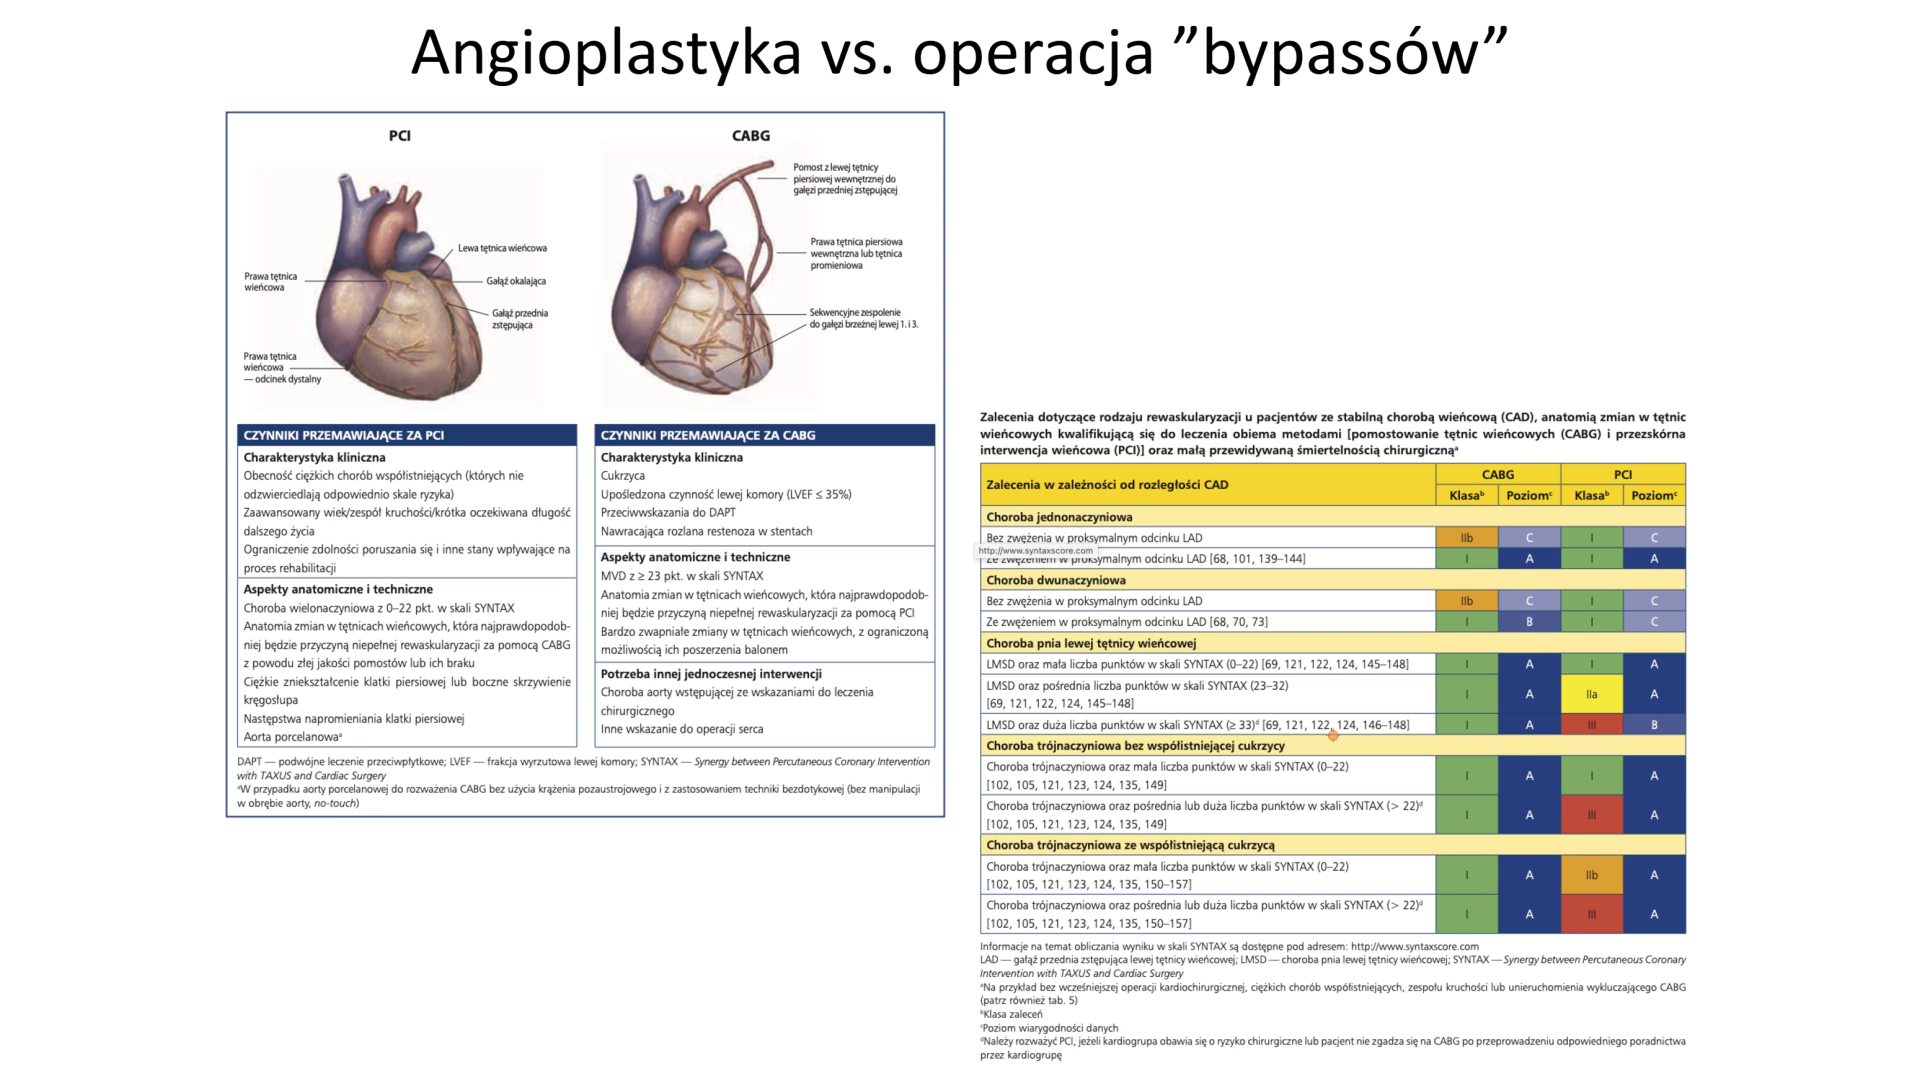 Angioplastyka vs. operacja ”bypassów”
PCI
CABG
Lewa tętnica wieńcowa
Prawa tętnica
wieńcowa
Gałąź okalająca
Gałąź przednia
zstępująca
Prawa tętnica
wieńcowa
— odcinek dystalny
Pomost z lewej tętnicy
piersiowej wewnętrznej do
gałęzi przedniej zstępującej
Prawa tętnica piersiowa
wewnętrzna lub tętnica
promieniowa
Sekwencyjne zespolenie
do gałęzi brzeżnej lewej 1. i 3.
CZYNNIKI PRZEMAWIAJĄCE ZA PCI
Charakterystyka kliniczna
Obecność ciężkich chorób współistniejących (których nie
odzwierciedlają odpowiednio skale ryzyka)
Zaawansowany wiek/zespół kruchości/krótka oczekiwana długość
dalszego życia
Ograniczenie zdolności poruszania się i inne stany wpływające na
proces rehabilitacji
Aspekty anatomiczne i techniczne
Choroba wielonaczyniowa z 0–22 pkt. w skali SYNTAX
Anatomia zmian w tętnicach wieńcowych, która najprawdopodob-
niej będzie przyczyną niepełnej rewaskularyzacji za pomocą CABG
z powodu złej jakości pomostów lub ich braku
Ciężkie zniekształcenie klatki piersiowej lub boczne skrzywienie
kręgosłupa
Następstwa napromieniania klatki piersiowej
Aorta porcelanowaᵃ
CZYNNIKI PRZEMAWIAJĄCE ZA CABG
Charakterystyka kliniczna
Cukrzyca
Upośledzona czynność lewej komory (LVEF ≤ 35%)
Przeciwwskazania do DAPT
Nawracająca rozlana restenoza w stentach
Aspekty anatomiczne i techniczne
MVD z ≥ 23 pkt. w skali SYNTAX
Anatomia zmian w tętnicach wieńcowych, która najprawdopodob-
niej będzie przyczyną niepełnej rewaskularyzacji za pomocą PCI
Bardzo zwapniałe zmiany w tętnicach wieńcowych, z ograniczoną
możliwością ich poszerzenia balonem
Potrzeba innej jednoczesnej interwencji
Choroba aorty wstępującej ze wskazaniami do leczenia
chirurgicznego
Inne wskazanie do operacji serca
DAPT — podwójne leczenie przeciwpłytkowe; LVEF — frakcja wyrzutowa lewej komory; SYNTAX — Synergy between Percutaneous Coronary Intervention
with TAXUS and Cardiac Surgery
ᵃW przypadku aorty porcelanowej do rozważenia CABG bez użycia krążenia pozaustrojowego i z zastosowaniem techniki bezdotykowej (bez manipulacji
w obrębie aorty, no-touch)
Zalecenia dotyczące rodzaju rewaskularyzacji u pacjentów ze stabilną chorobą wieńcową (CAD), anatomią zmian w tętnic
wieńcowych kwalifikującą się do leczenia obiema metodami [pomostowanie tętnic wieńcowych (CABG) i przezskórna
interwencja wieńcowa (PCI)] oraz małą przewidywaną śmiertelnością chirurgicznąᵃ
Zalecenia w zależności od rozległości CAD CABG PCI
Klasaᵇ Poziomᶜ Klasaᵇ Poziomᶜ
Choroba jednonaczyniowa
Bez zwężenia w proksymalnym odcinku LAD IIb C I C
http://www.syntaxscore.com
Ze zwężeniem w proksymalnym odcinku LAD [68, 101, 139–144] I A I A
Choroba dwunaczyniowa
Bez zwężenia w proksymalnym odcinku LAD IIb C I C
Ze zwężeniem w proksymalnym odcinku LAD [68, 70, 73] I B I C
Choroba pnia lewej tętnicy wieńcowej
LMSD oraz mała liczba punktów w skali SYNTAX (0–22) [69, 121, 122, 124, 145–148] I A I A
LMSD oraz pośrednia liczba punktów w skali SYNTAX (23–32)
[69, 121, 122, 124, 145–148] I A IIa A
LMSD oraz duża liczba punktów w skali SYNTAX (≥ 33)ᵈ [69, 121, 122, 124, 146–148] I A III B
Choroba trójnaczyniowa bez współistniejącej cukrzycy
Choroba trójnaczyniowa oraz mała liczba punktów w skali SYNTAX (0–22)
[102, 105, 121, 123, 124, 135, 149] I A I A
Choroba trójnaczyniowa oraz pośrednia lub duża liczba punktów w skali SYNTAX (> 22)ᵈ
[102, 105, 121, 123, 124, 135, 149] I A III A
Choroba trójnaczyniowa ze współistniejącą cukrzycą
Choroba trójnaczyniowa oraz mała liczba punktów w skali SYNTAX (0–22)
[102, 105, 121, 123, 124, 135, 150–157] I A IIb A
Choroba trójnaczyniowa oraz pośrednia lub duża liczba punktów w skali SYNTAX (> 22)ᵈ
[102, 105, 121, 123, 124, 135, 150–157] I A III A
Informacje na temat obliczania wyniku w skali SYNTAX są dostępne pod adresem: http://www.syntaxscore.com
LAD — gałąź przednia zstępująca lewej tętnicy wieńcowej; LMSD — choroba pnia lewej tętnicy wieńcowej; SYNTAX — Synergy between Percutaneous Coronary
Intervention with TAXUS and Cardiac Surgery
ᵃNa przykład bez wcześniejszej operacji kardiochirurgicznej, ciężkich chorób współistniejących, zespołu kruchości lub unieruchomienia wykluczającego CABG
(patrz również tab. 5)
ᵇKlasa zaleceń
ᶜPoziom wiarygodności danych
ᵈNależy rozważyć PCI, jeżeli kardiogrupa obawia się o ryzyko chirurgiczne lub pacjent nie zgadza się na CABG po przeprowadzeniu odpowiedniego poradnictwa
przez kardiogrupę